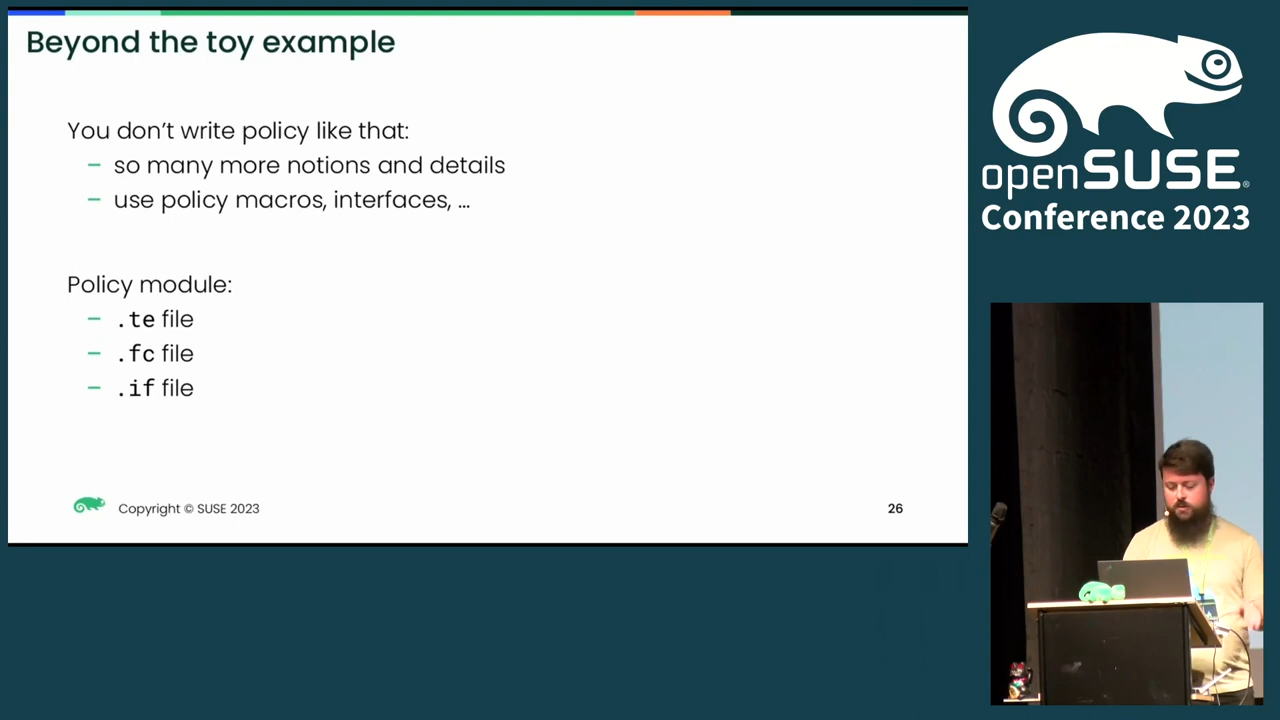 Beyond the toy example
You don't write policy like that:
– so many more notions and details
– use policy macros, interfaces, ...
Policy module:
– .te file
– .fc file
– .if file
Copyright © SUSE 2023
26
openSUSE®
Conference 2023